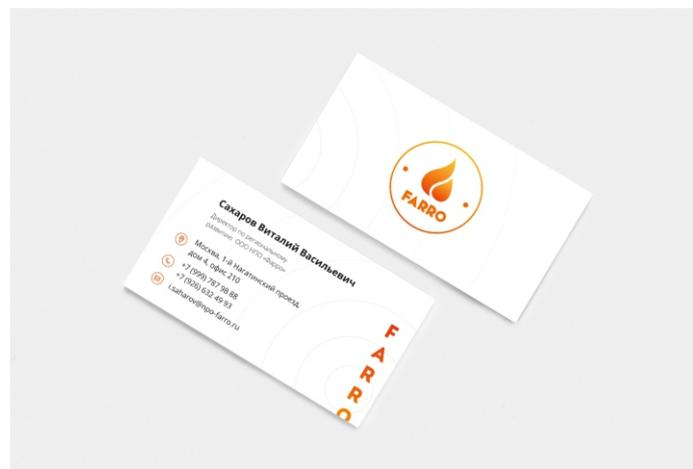 FARRO
Сахаров Виталий Васильевич
Директор по региональному
развитию ООО НПО «Фарро»
Москва, 1-й Нагатинский проезд,
дом 4, офис 210
+7 (999) 787 98 88
+7 (926) 632 49 93
i.saharov@npo-farro.ru
FARRO